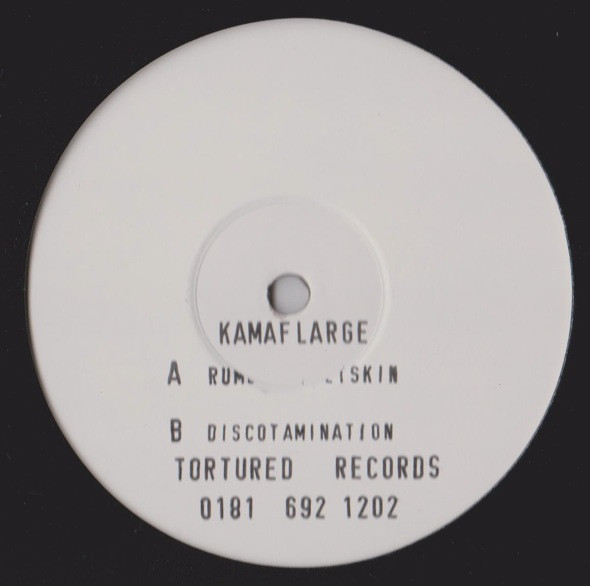 KAMAFLARGE
A
B DISCOTAMINATION
TORTURED RECORDS
0181 692 1202